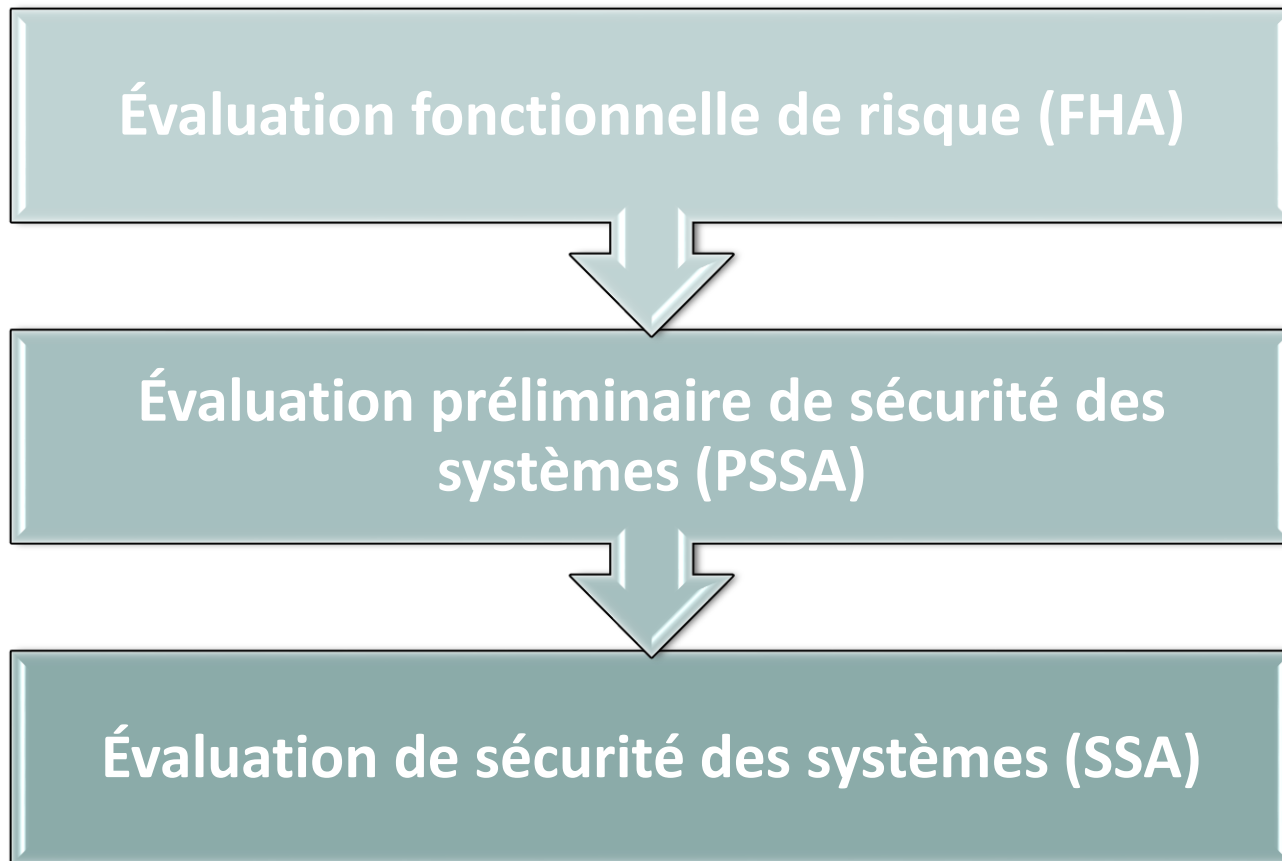 Évaluation fonctionnelle de risque (FHA)
Évaluation préliminaire de sécurité des
systèmes (PSSA)
Évaluation de sécurité des systèmes (SSA)